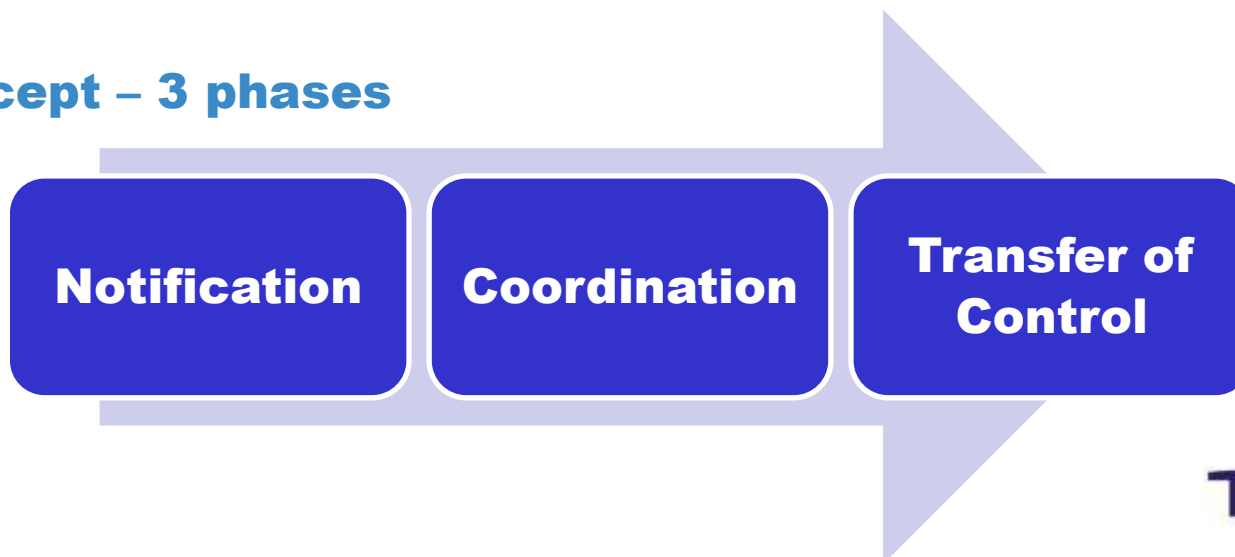 cept – 3 phases
Notification
Coordination
Transfer of
Control
T